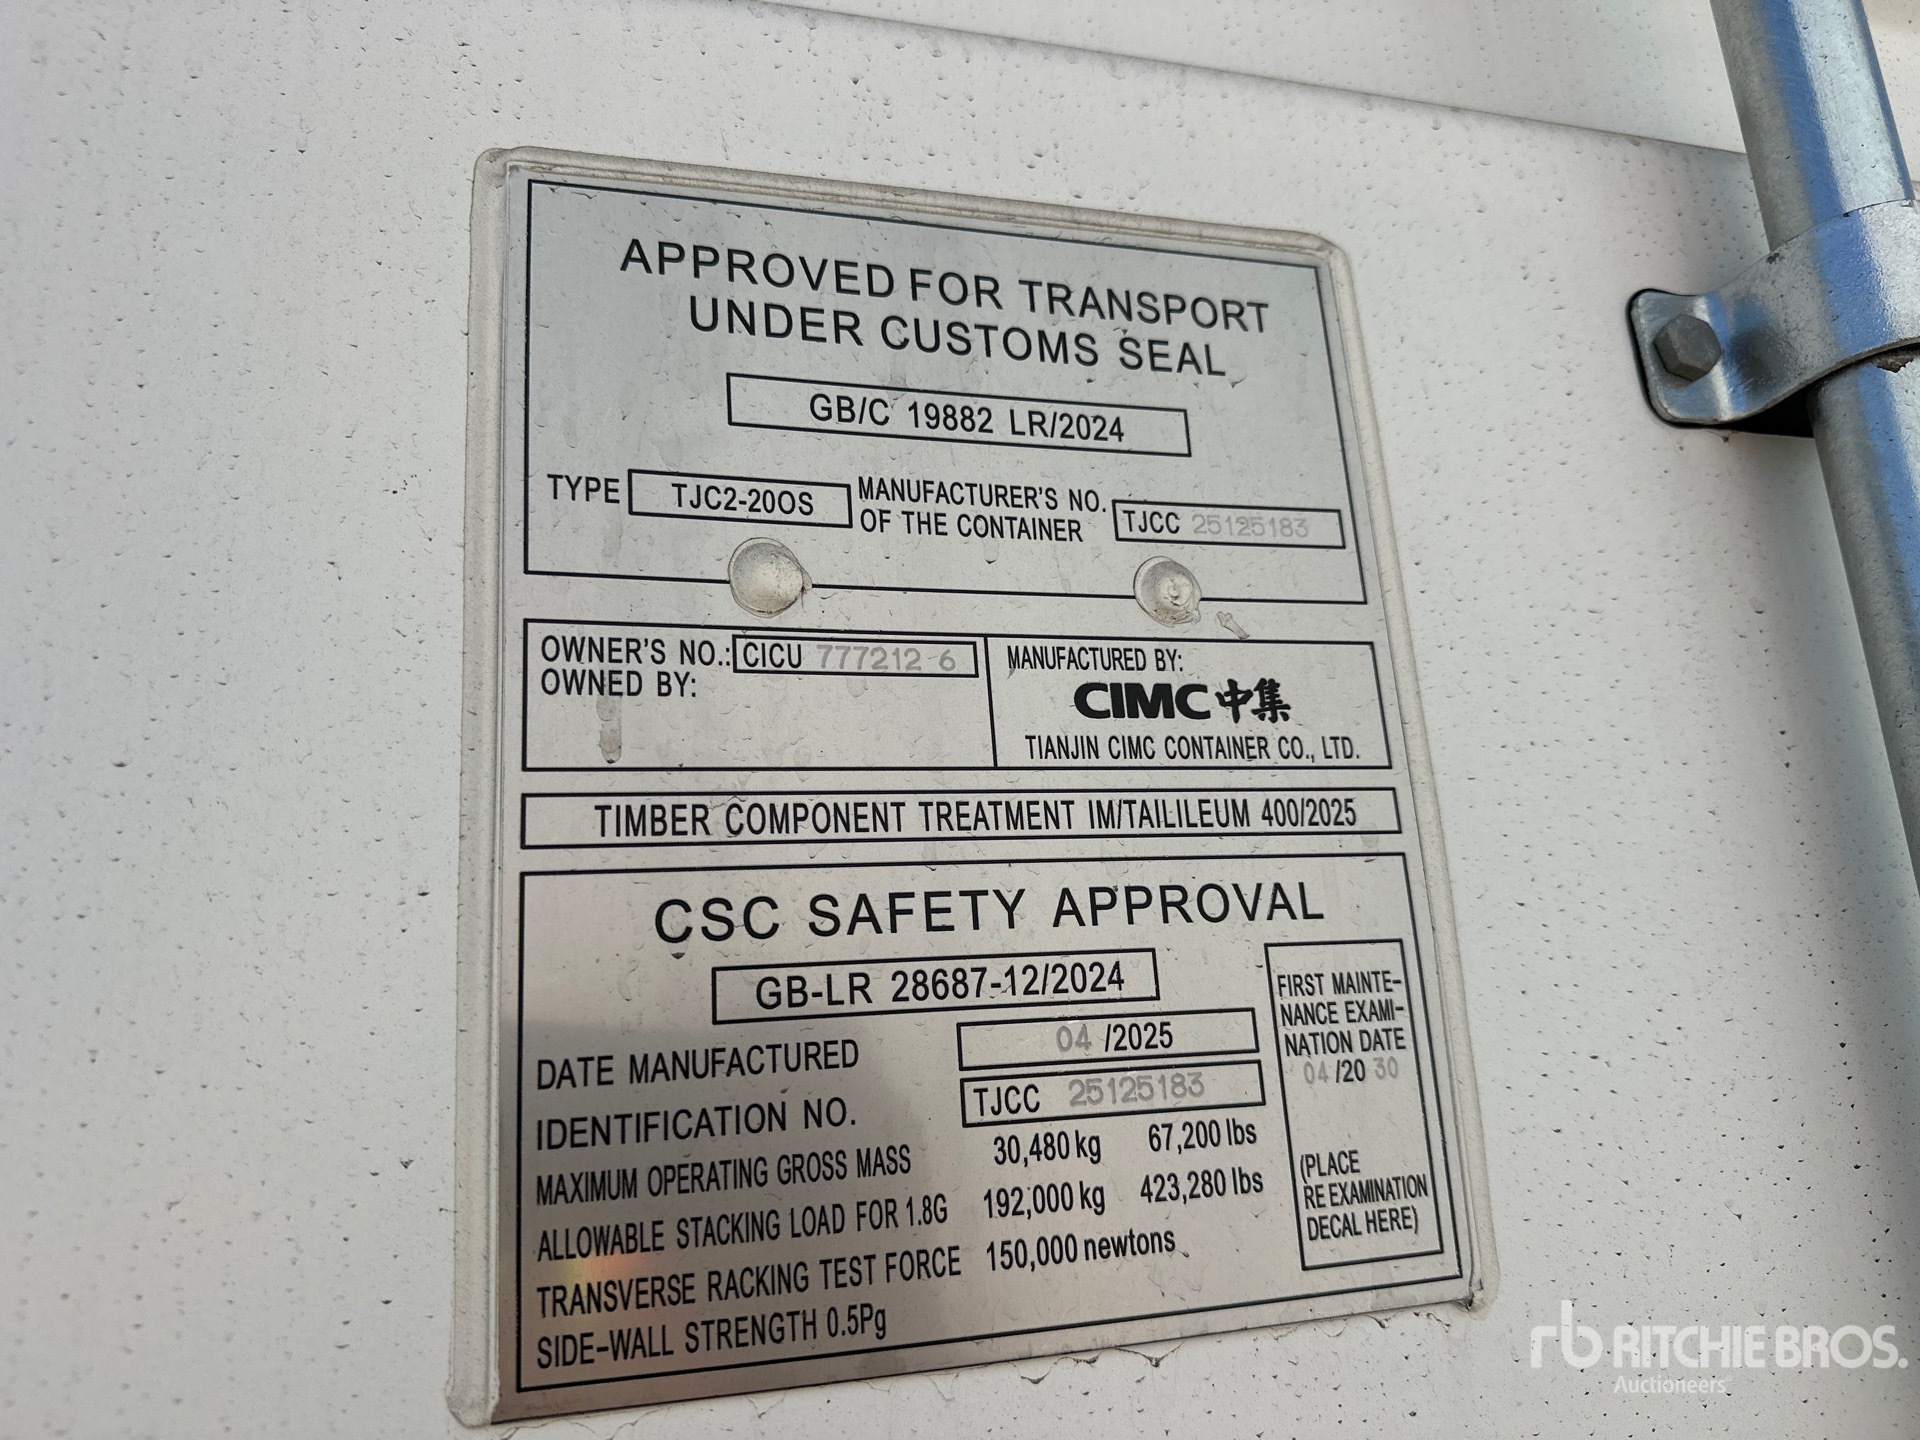 APPROVED FOR TRANSPORT
UNDER CUSTOMS SEAL
GB/C 19882 LR/2024
TYPE TJC2-20OS MANUFACTURER'S NO. OF THE CONTAINER TJCC 25125183
OWNER'S NO.: CICU 777212 6
OWNED BY:
MANUFACTURED BY:
CIMC中集
TIANJIN CIMC CONTAINER CO., LTD.
TIMBER COMPONENT TREATMENT IM/TAILILEUM 400/2025
CSC SAFETY APPROVAL
GB-LR 28687-12/2024
DATE MANUFACTURED 04 /2025
IDENTIFICATION NO. TJCC 25125183
MAXIMUM OPERATING GROSS MASS 30,480 kg 67,200 lbs
ALLOWABLE STACKING LOAD FOR 1.8G 192,000 kg 423,280 lbs
TRANSVERSE RACKING TEST FORCE 150,000 newtons
SIDE-WALL STRENGTH 0.5Pg
FIRST MAINTE-
NANCE EXAMI-
NATION DATE
04 /20 30
(PLACE
RE EXAMINATION
DECAL HERE)
rb RITCHIE BROS.
Auctioneers